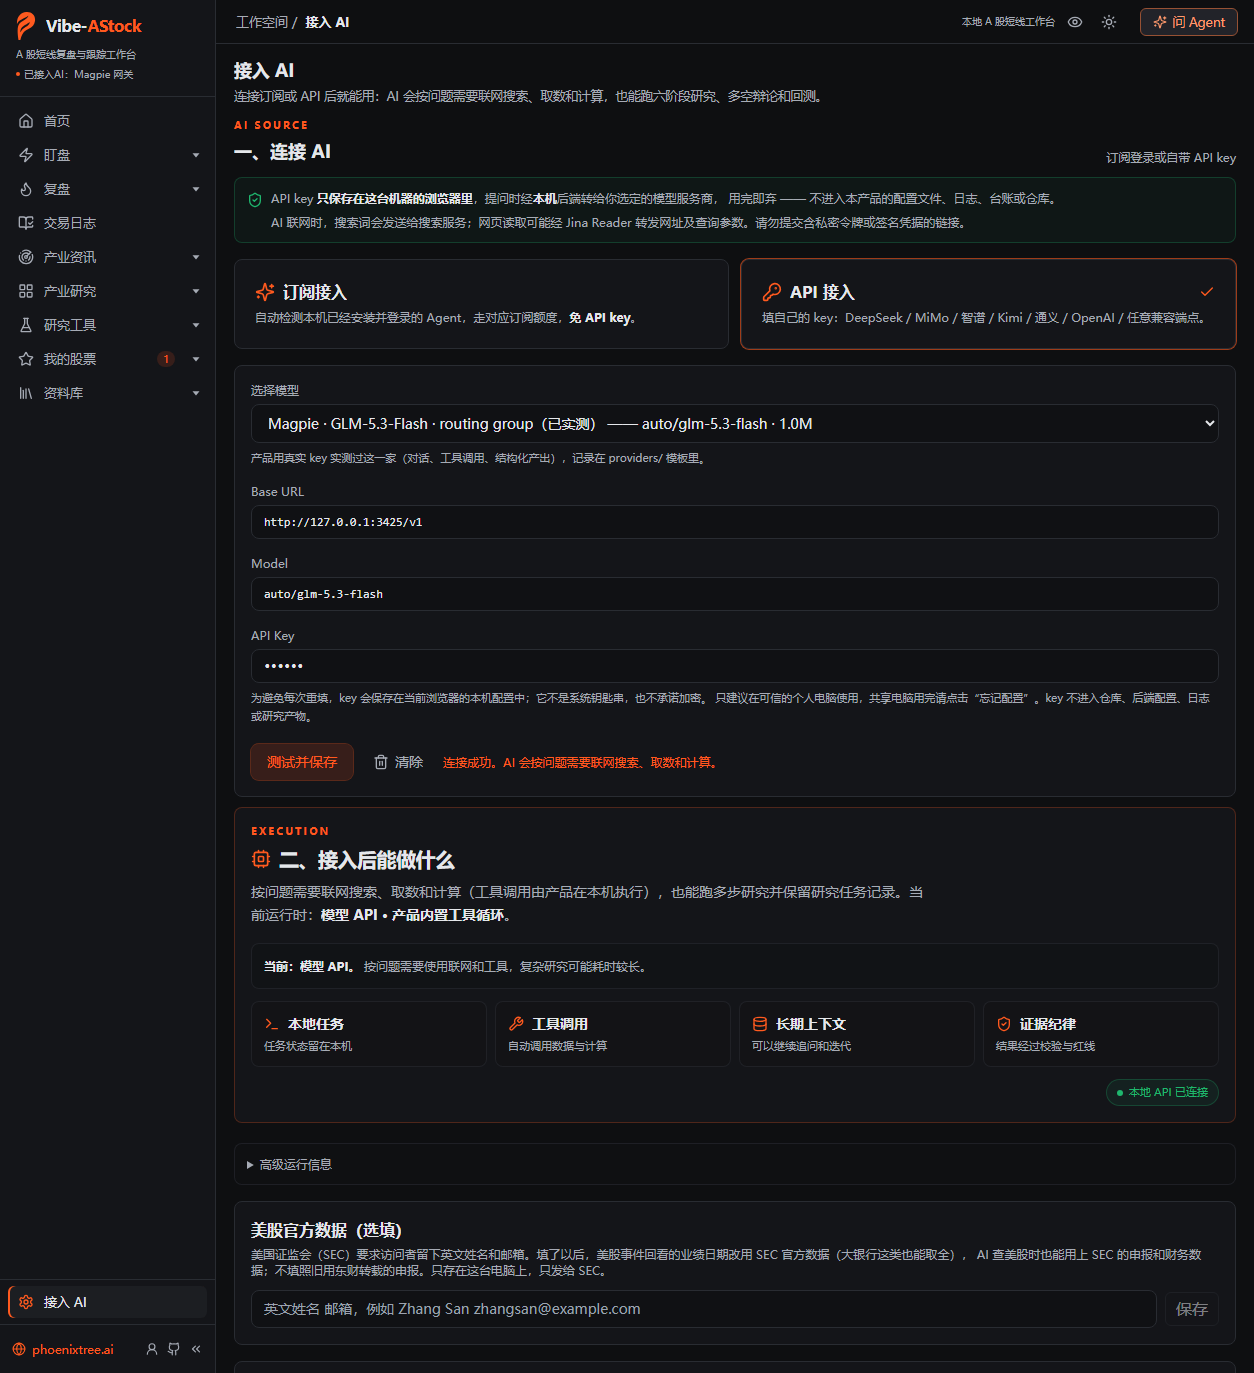 Vibe-AStock
A 股短线复盘与跟踪工作台
已接入AI：Magpie 网关
首页
盯盘
复盘
交易日志
产业资讯
产业研究
研究工具
我的股票 1
资料库
接入 AI
phoenixtree.ai
工作空间 / 接入 AI
本地 A 股短线工作台
问 Agent
接入 AI
连接订阅或 API 后就能用：AI 会按问题需要联网搜索、取数和计算，也能跑六阶段研究、多空辩论和回测。
AI SOURCE
一、连接 AI
订阅登录或自带 API key
API key 只保存在这台机器的浏览器里，提问时经本机后端转给你选定的模型服务商， 用完即弃 —— 不进入本产品的配置文件、日志、台账或仓库。
AI 联网时，搜索词会发送给搜索服务；网页读取可能经 Jina Reader 转发网址及查询参数。请勿提交含私密令牌或签名凭据的链接。
订阅接入
自动检测本机已经安装并登录的 Agent，走对应订阅额度，免 API key。
API 接入
填自己的 key：DeepSeek / MiMo / 智谱 / Kimi / 通义 / OpenAI / 任意兼容端点。
选择模型
Magpie · GLM-5.3-Flash · routing group（已实测） —— auto/glm-5.3-flash · 1.0M
产品用真实 key 实测过这一家（对话、工具调用、结构化产出），记录在 providers/ 模板里。
Base URL
http://127.0.0.1:3425/v1
Model
auto/glm-5.3-flash
API Key
••••••
为避免每次重填，key 会保存在当前浏览器的本机配置中；它不是系统钥匙串，也不承诺加密。 只建议在可信的个人电脑使用，共享电脑用完请点击“忘记配置”。key 不进入仓库、后端配置、日志
或研究产物。
测试并保存
清除
连接成功。AI 会按问题需要联网搜索、取数和计算。
EXECUTION
二、接入后能做什么
按问题需要联网搜索、取数和计算（工具调用由产品在本机执行），也能跑多步研究并保留研究任务记录。当
前运行时：模型 API • 产品内置工具循环。
当前：模型 API。 按问题需要使用联网和工具，复杂研究可能耗时较长。
本地任务
任务状态留在本机
工具调用
自动调用数据与计算
长期上下文
可以继续追问和迭代
证据纪律
结果经过校验与红线
本地 API 已连接
高级运行信息
美股官方数据（选填）
美国证监会（SEC）要求访问者留下英文姓名和邮箱。填了以后，美股事件回看的业绩日期改用 SEC 官方数据（大银行这类也能取全）， AI 查美股时也能用上 SEC 的申报和财务数
据；不填照旧用东财转载的申报。只存在这台电脑上，只发给 SEC。
英文姓名 邮箱，例如 Zhang San zhangsan@example.com
保存